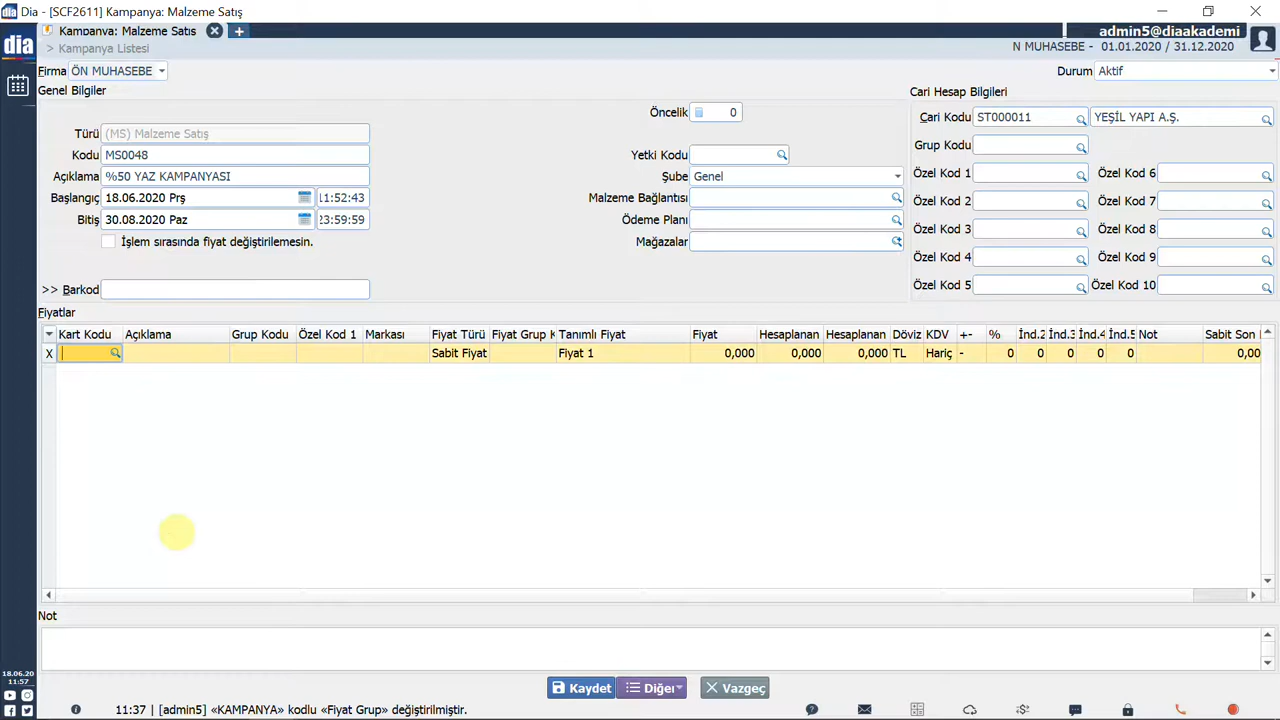 dia Dia - [SCF2611] Kampanya: Malzeme Satış
dia Kampanya: Malzeme Satış X + admin5@diaakademi
> Kampanya Listesi N MUHASEBE - 01.01.2020 / 31.12.2020
Firma ÖN MUHASEBE Durum Aktif
Genel Bilgiler Cari Hesap Bilgileri
Öncelik 0 Cari Kodu ST000011 YEŞİL YAPI A.Ş.
Türü (MS) Malzeme Satış Grup Kodu
Kodu MS0048 Yetki Kodu
Açıklama %50 YAZ KAMPANYASI Şube Genel Özel Kod 1 Özel Kod 6
Başlangıç 18.06.2020 Prş 11:52:43 Malzeme Bağlantısı Özel Kod 2 Özel Kod 7
Bitiş 30.08.2020 Paz 23:59:59 Ödeme Planı Özel Kod 3 Özel Kod 8
İşlem sırasında fiyat değiştirilemesin. Mağazalar Özel Kod 4 Özel Kod 9
>> Barkod Özel Kod 5 Özel Kod 10
Fiyatlar
Kart Kodu Açıklama Grup Kodu Özel Kod 1 Markası Fiyat Türü Fiyat Grup K Tanımlı Fiyat Fiyat Hesaplanan Hesaplanan Döviz KDV +- % İnd.2 İnd.3 İnd.4 İnd.5 Not Sabit Son
X Sabit Fiyat Fiyat 1 0,000 0,000 0,000 TL Hariç - 0 0 0 0 0 0,00
Not
Kaydet Diğer Vazgeç
18.06.20
11:57
11:37 | [admin5] «KAMPANYA» kodlu «Fiyat Grup» değiştirilmiştir.